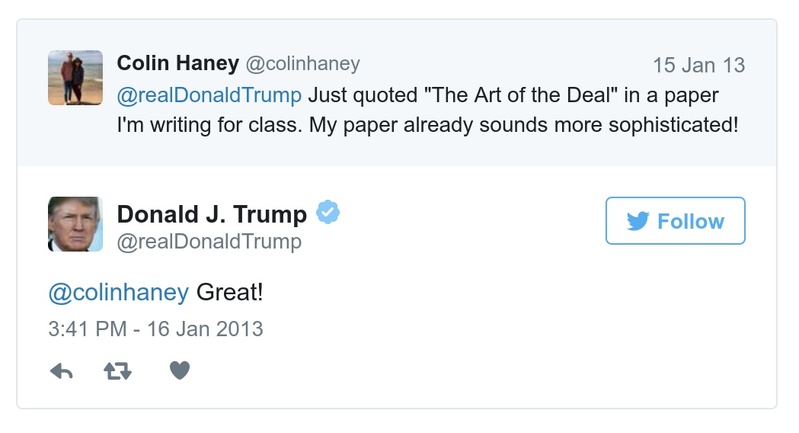 Colin Haney @colinhaney 15 Jan 13
@realDonaldTrump Just quoted "The Art of the Deal" in a paper
I'm writing for class. My paper already sounds more sophisticated!
Donald J. Trump
Follow
@realDonaldTrump
@colinhaney Great!
3:41 PM - 16 Jan 2013